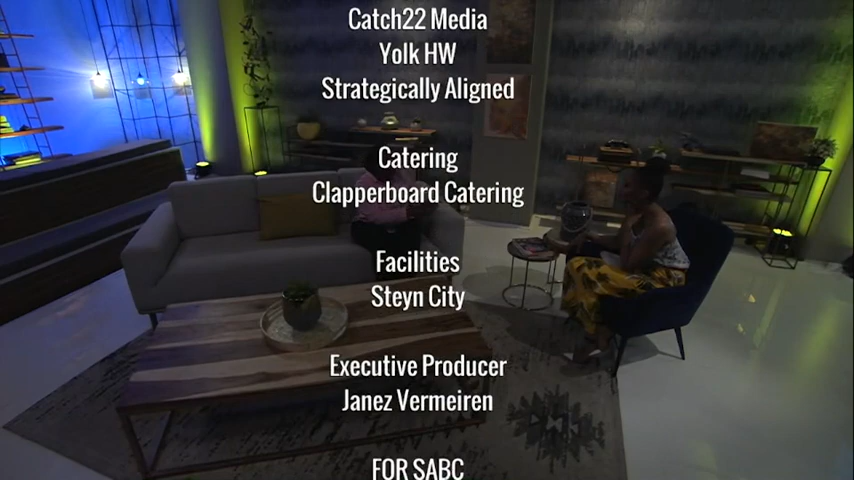 Catch22 Media
Yolk HW
Strategically Aligned
Catering
Clapperboard Catering
Facilities
Steyn City
Executive Producer
Janez Vermeiren
FOR SABC